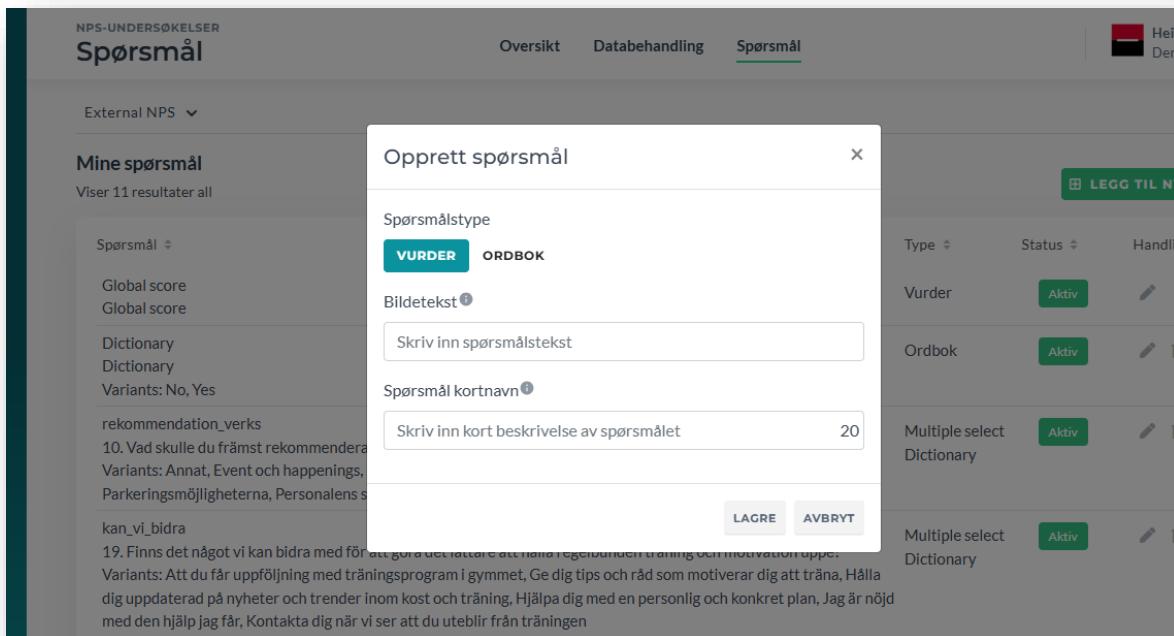 NPS-UNDERSØKELSER
Spørsmål
Oversikt Databehandling Spørsmål
External NPS
Mine spørsmål
Viser 11 resultater all
LEGG TIL
Opprett spørsmål ×
Spørsmålstype
VURDER ORDBOK
Bildetekst
Skriv inn spørsmålstekst
Spørsmål kortnavn
Skriv inn kort beskrivelse av spørsmålet 20
LAGRE AVBRYT
Spørsmål Type Status
Global score
Global score
Vurder Aktiv
Dictionary
Dictionary
Variants: No, Yes
Ordbok Aktiv
rekommendation_verks
10. Vad skulle du främst rekommendera
Variants: Annat, Event och happenings,
Parkeringsmöjligheterna, Personalens
Multiple select
Dictionary
Aktiv
kan_vi_bidra
19. Finns det något vi kan bidra med för att göra det lättare att hålla regelbunden träning och motivation uppe?
Variants: Att du får uppföljning med träningsprogram i gymmet, Ge dig tips och råd som motiverar dig att träna, Hålla
dig uppdaterad på nyheter och trender inom kost och träning, Hjälpa dig med en personlig och konkret plan, Jag är nöjd
med den hjälp jag får, Kontakta dig när vi ser att du uteblir från träningen
Multiple select
Dictionary
Aktiv